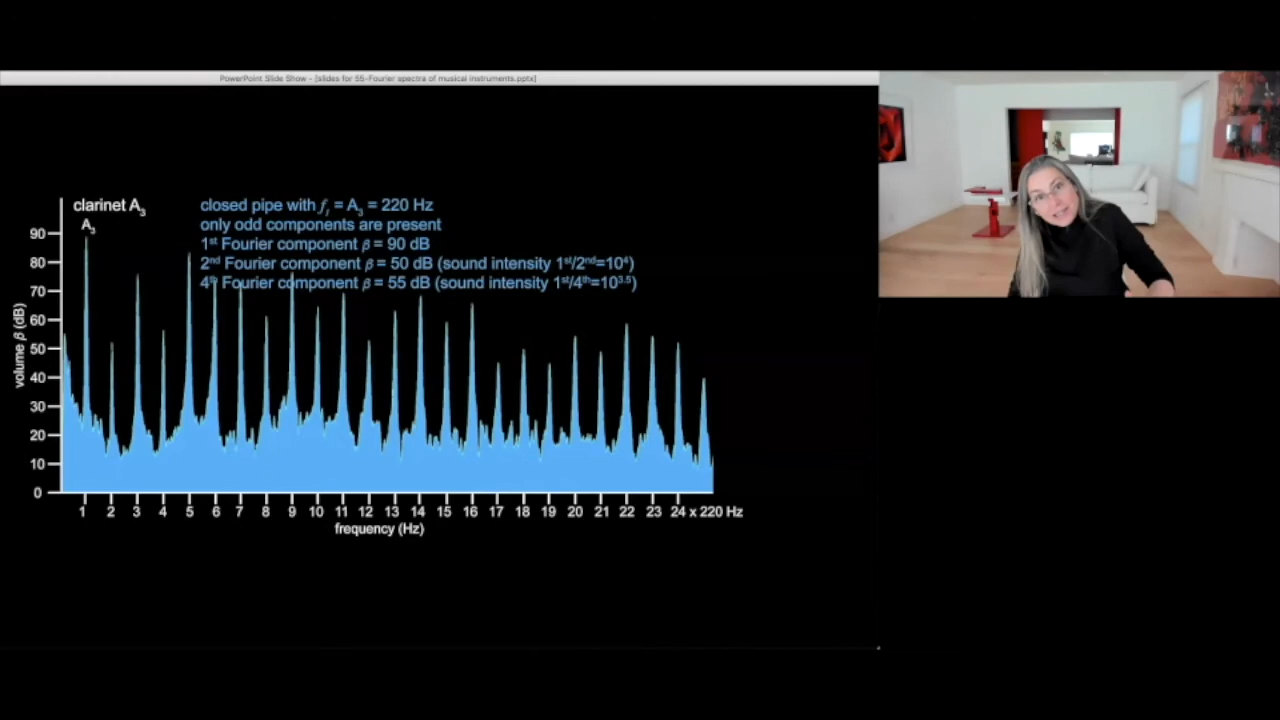 PowerPoint Slide Show - [slides for 55-Fourier spectra of musical instruments.pptx]
clarinet A₃
A₃
closed pipe with f₁ = A₃ = 220 Hz
only odd components are present
1ˢᵗ Fourier component β = 90 dB
2ⁿᵈ Fourier component β = 50 dB (sound intensity 1ˢᵗ/2ⁿᵈ=10⁴)
4ᵗʰ Fourier component β = 55 dB (sound intensity 1ˢᵗ/4ᵗʰ=10³·⁵)
volume β (dB)
90
80
70
60
50
40
30
20
10
0
1 2 3 4 5 6 7 8 9 10 11 12 13 14 15 16 17 18 19 20 21 22 23 24 x 220 Hz
frequency (Hz)